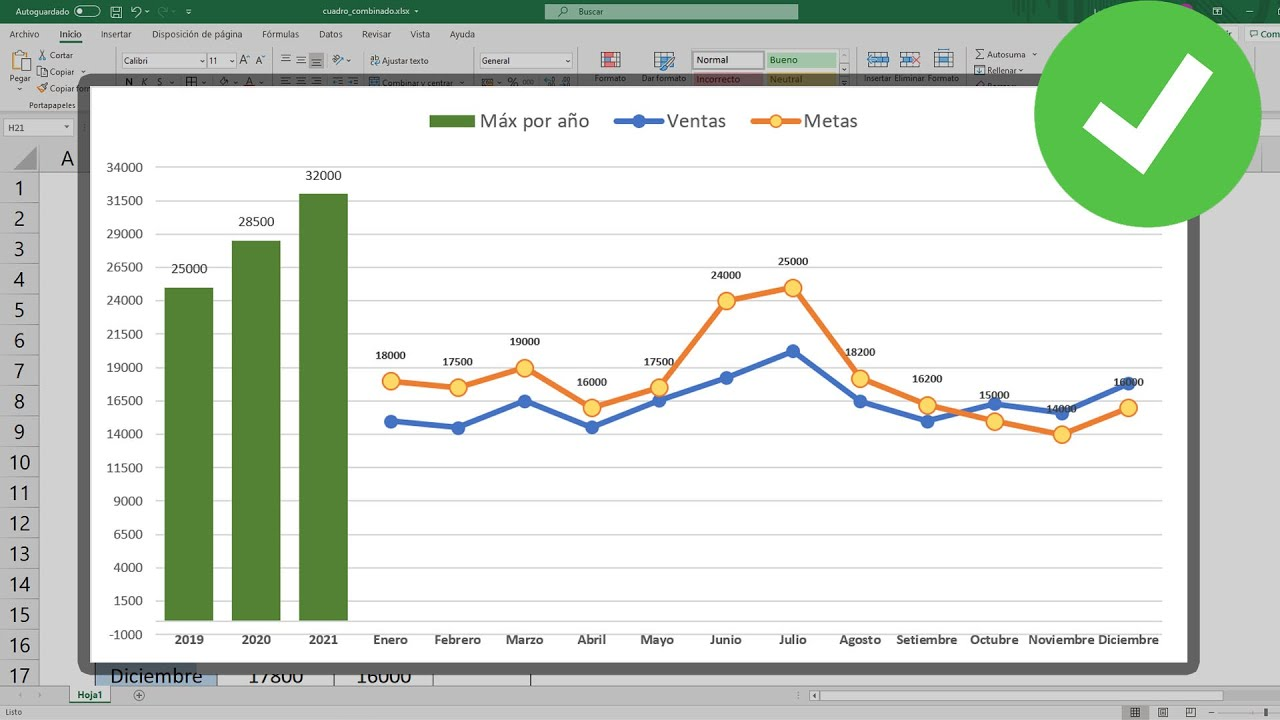 Autoguardado cuadro_combinado.xlsx Buscar
Archivo Inicio Insertar Disposición de página Fórmulas Datos Revisar Vista Ayuda
Cortar Calibri 11 Ajustar texto General Normal Bueno Autosuma
Pegar Copiar Formato Dar formato Incorrecto Neutral Insertar Eliminar Formato Rellenar
N K S Combinar y centrar
Portapapeles
H21
A
Máx por año Ventas Metas
34000
31500
29000
26500
24000
21500
19000
16500
14000
11500
9000
6500
4000
1500
-1000
25000 28500 32000
18000 17500 19000 16000 17500 24000 25000 18200 16200 15000 14000 16000
2019 2020 2021 Enero Febrero Marzo Abril Mayo Junio Julio Agosto Setiembre Octubre Noviembre Diciembre
1
2
3
4
5
6
7
8
9
10
11
12
13
14
15
16
17 Diciembre 17800 16000
Hoja1
Listo